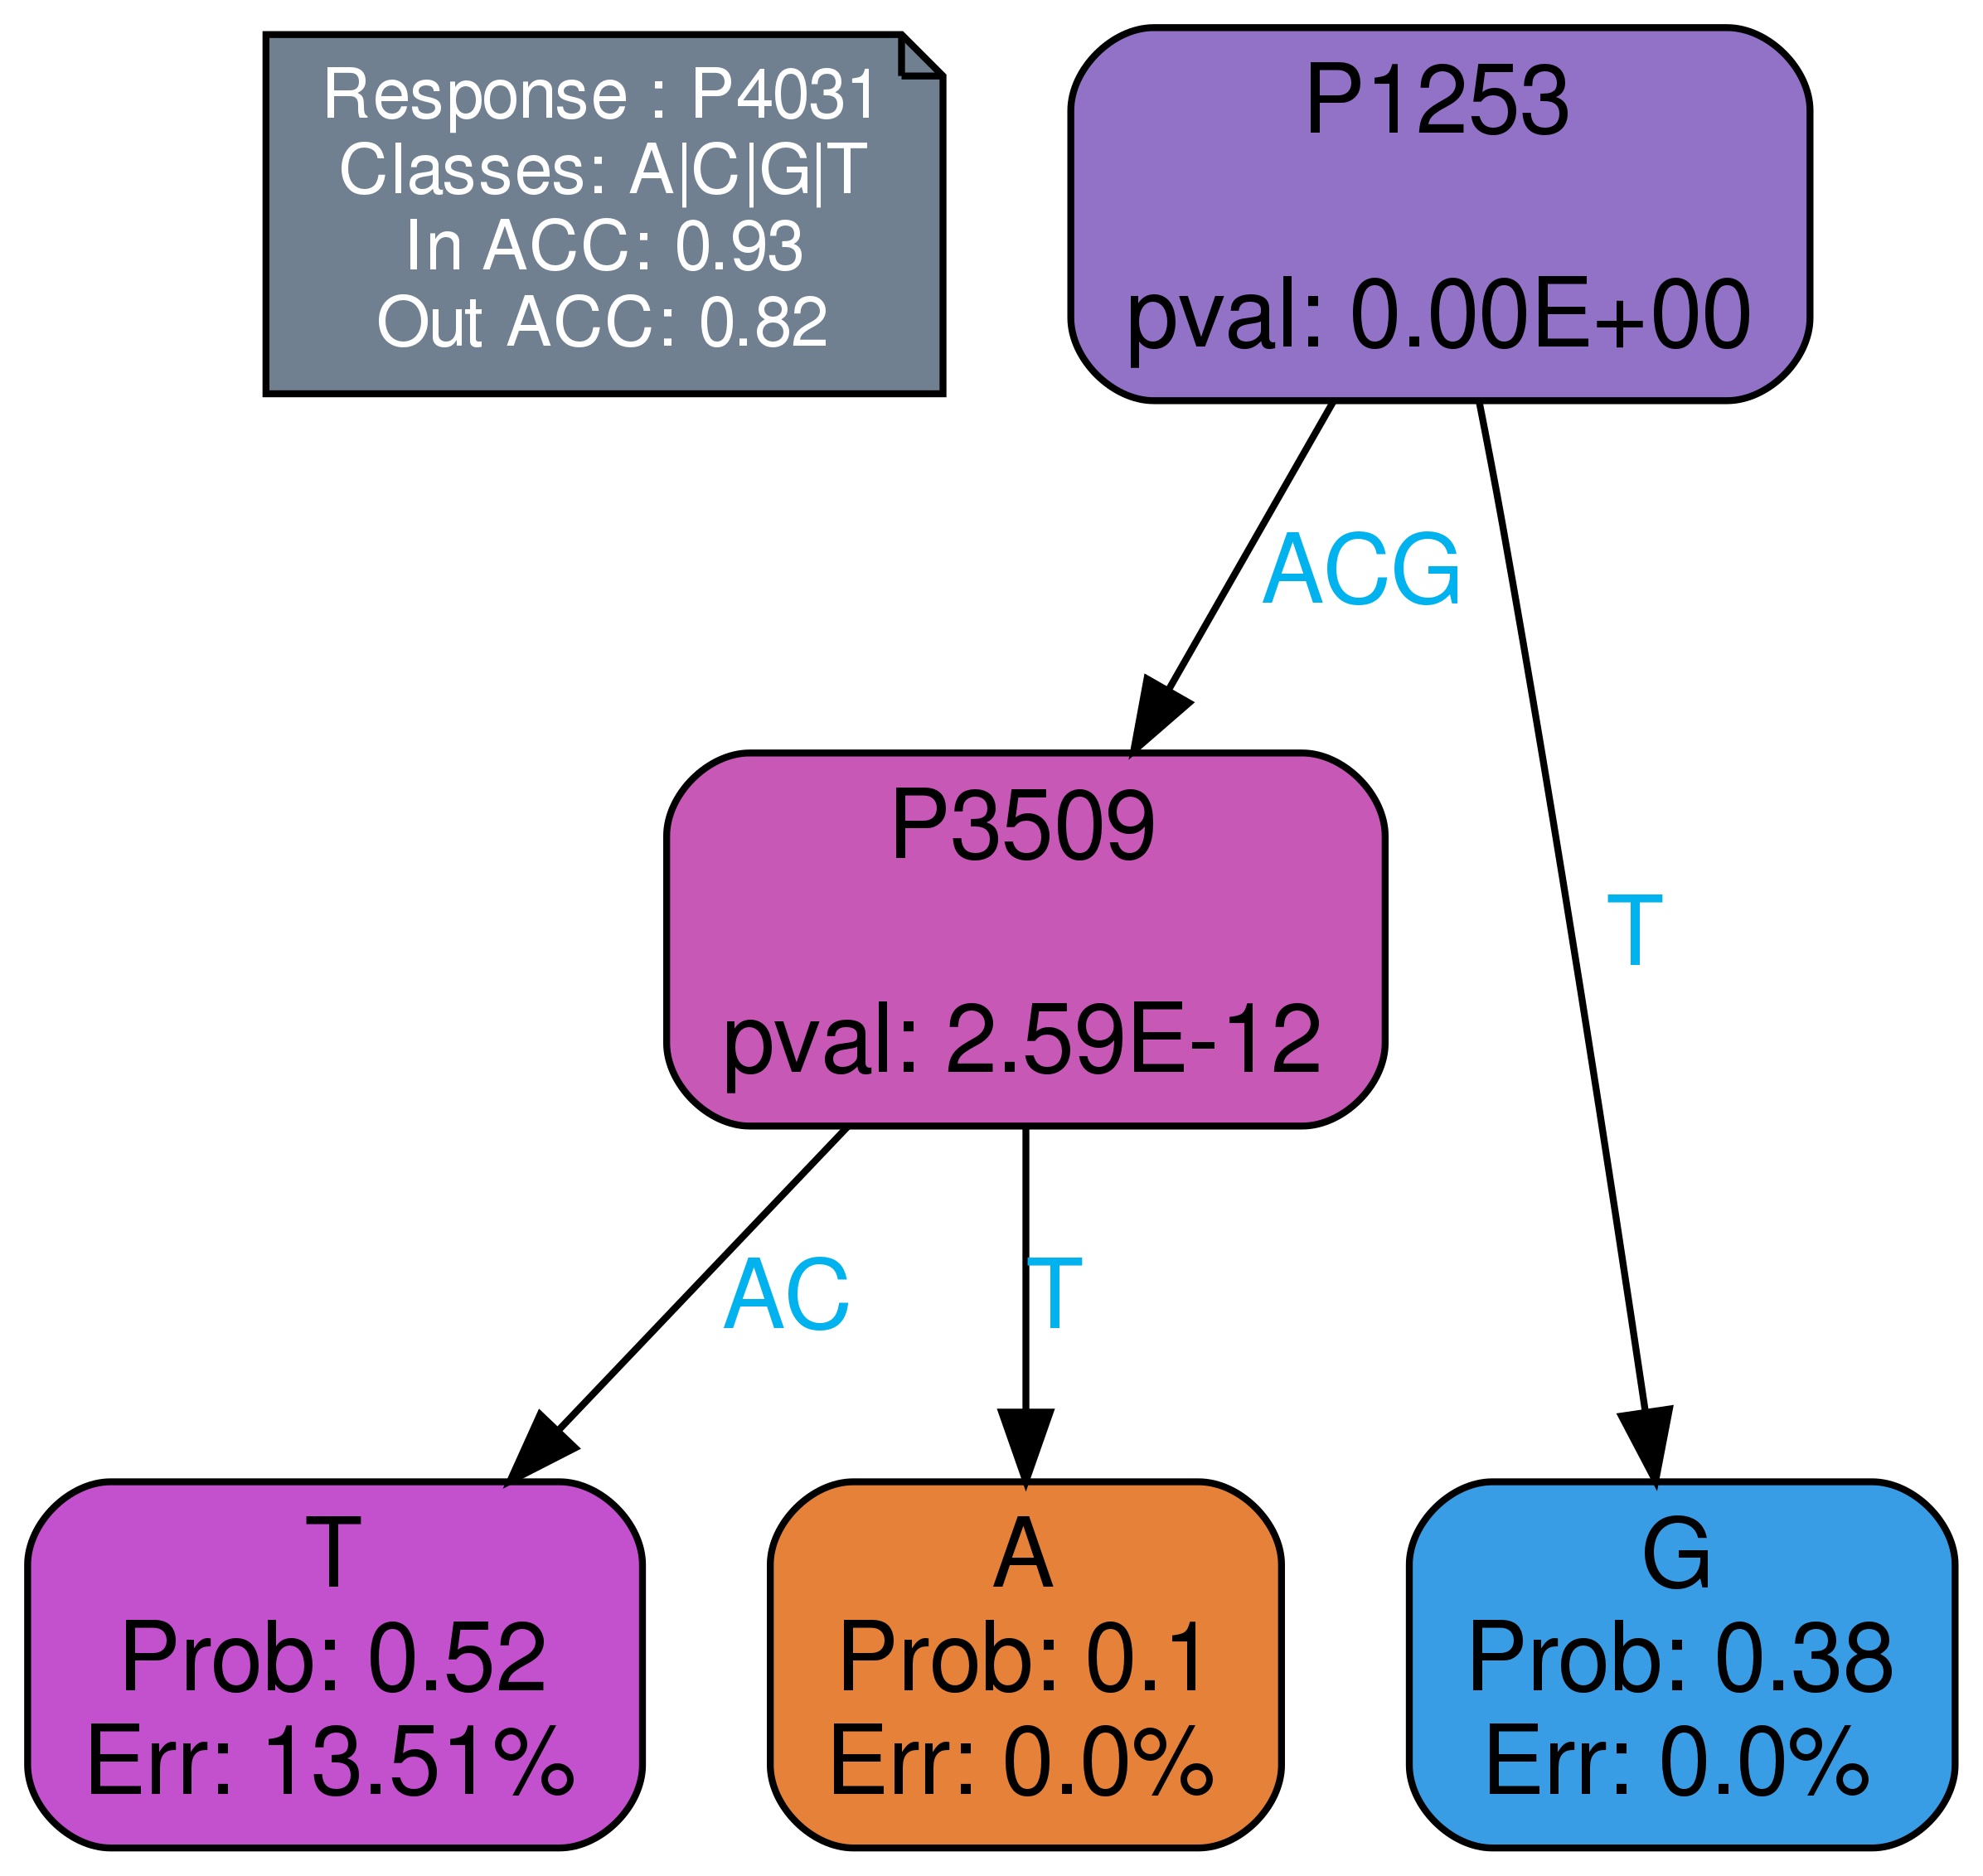 Response : P4031
Classes: A|C|G|T
In ACC: 0.93
Out ACC: 0.82
P1253
pval: 0.00E+00
ACG
T
P3509
pval: 2.59E-12
AC
T
T
Prob: 0.52
Err: 13.51%
A
Prob: 0.1
Err: 0.0%
G
Prob: 0.38
Err: 0.0%